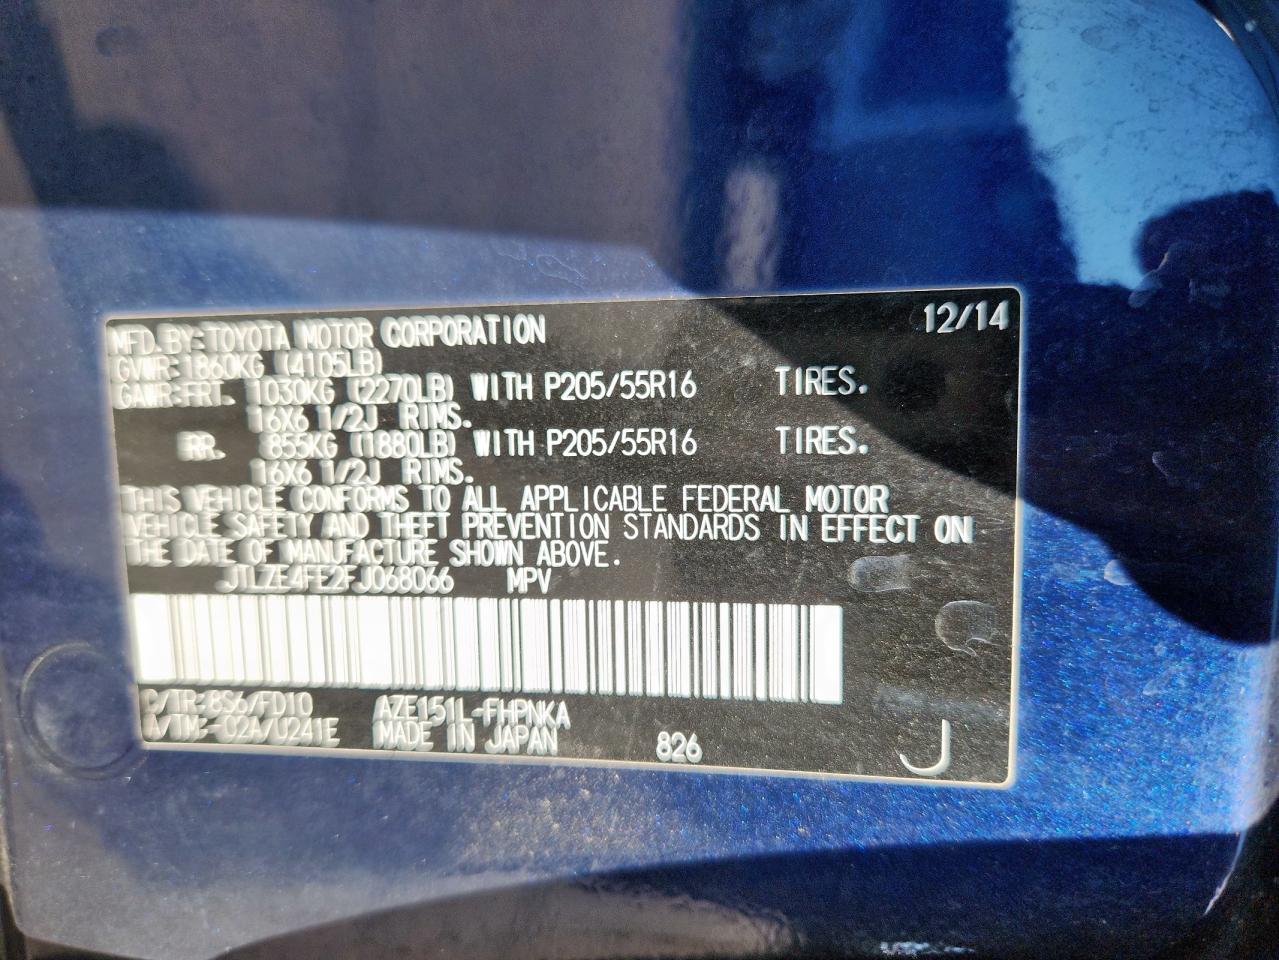 12/14
MFD.BY:TOYOTA MOTOR CORPORATION
GVWR:1860KG (4105LB)
GAWR:FRT. 1030KG (2270LB) WITH P205/55R16 TIRES.
16X6 1/2J RIMS.
RR. 855KG (1880LB) WITH P205/55R16 TIRES.
16X6 1/2J RIMS.
THIS VEHICLE CONFORMS TO ALL APPLICABLE FEDERAL MOTOR
VEHICLE SAFETY AND THEFT PREVENTION STANDARDS IN EFFECT ON
THE DATE OF MANUFACTURE SHOWN ABOVE.
JTLZE4FE2FJ068066 MPV
C/TR:8S6/FD10 AZE151L-FHPNKA
A/TM:-02A/U241E MADE IN JAPAN 826 J